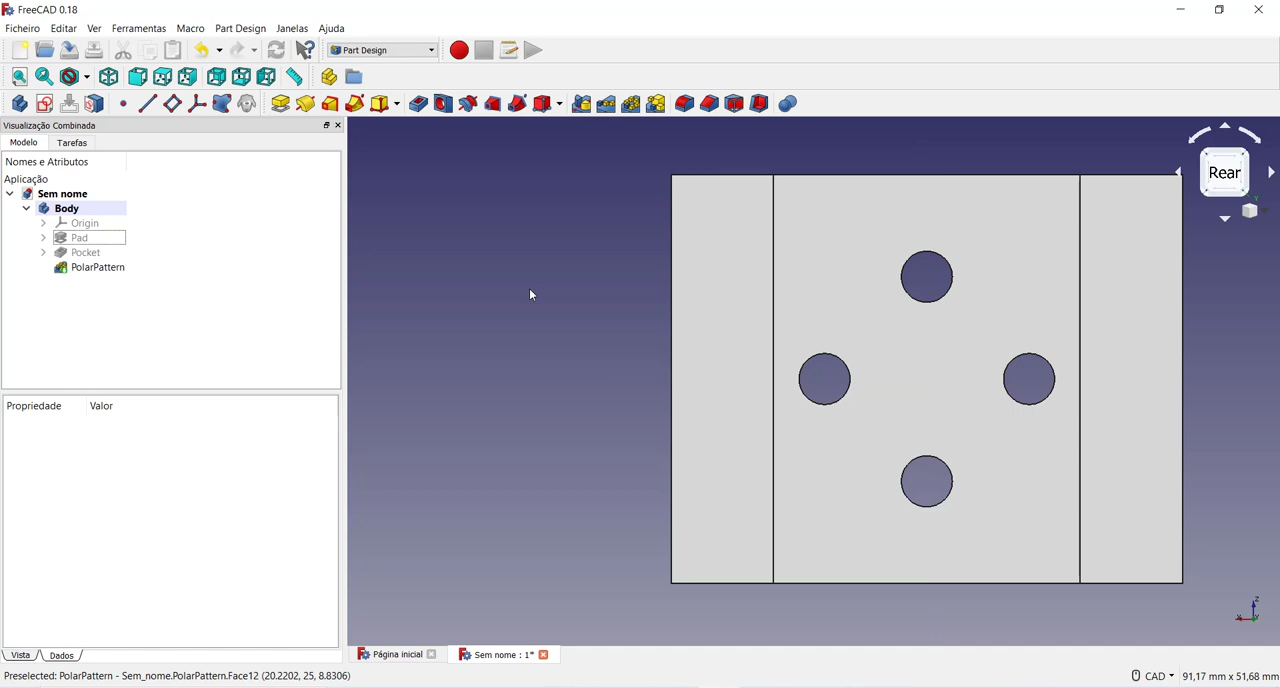 FreeCAD 0.18
Ficheiro Editar Ver Ferramentas Macro Part Design Janelas Ajuda
Part Design
Visualização Combinada
Modelo Tarefas
Nomes e Atributos
Aplicação
Sem nome
Body
Origin
Pad
Pocket
PolarPattern
Rear
Propriedade Valor
Vista Dados
Página inicial Sem nome : 1*
Preselected: PolarPattern - Sem_nome.PolarPattern.Face12 (20.2202, 25, 8.8306) CAD 91,17 mm x 51,68 mm